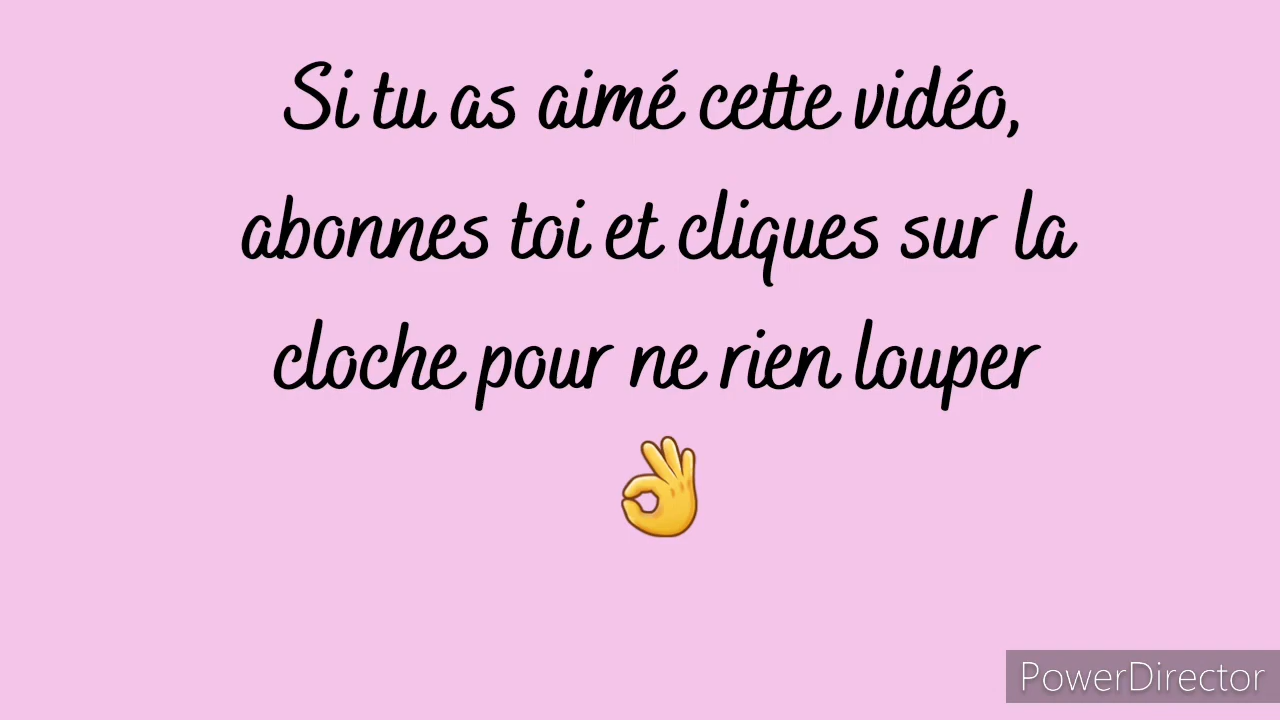 Si tu as aimé cette vidéo,
abonnes toi et cliques sur la
cloche pour ne rien louper
👌
PowerDirector